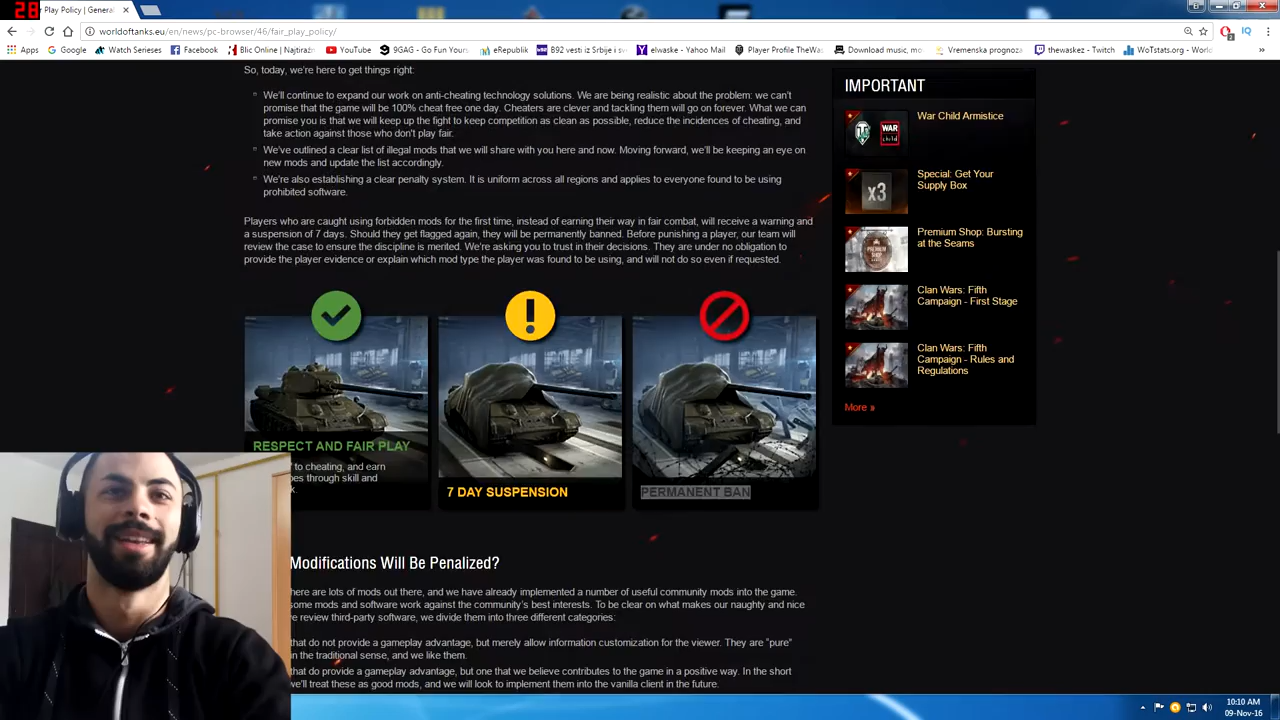 28
Play Policy | General
worldoftanks.eu/en/news/pc-browser/46/fair_play_policy/
Apps Google Watch Serieses Facebook Blic Online | Najtiražn YouTube 9GAG - Go Fun Yours eRepublik B92 vesti iz Srbije i sv elwaske - Yahoo Mail Player Profile TheWas Download music, mo Vremenska prognoza thewaskez - Twitch WoTstats.org - World
So, today, we're here to get things right:
We'll continue to expand our work on anti-cheating technology solutions. We are being realistic about the problem: we can't
promise that the game will be 100% cheat free one day. Cheaters are clever and tackling them will go on forever. What we can
promise you is that we will keep up the fight to keep competition as clean as possible, reduce the incidences of cheating, and
take action against those who don't play fair.
We've outlined a clear list of illegal mods that we will share with you here and now. Moving forward, we'll be keeping an eye on
new mods and update the list accordingly.
We're also establishing a clear penalty system. It is uniform across all regions and applies to everyone found to be using
prohibited software.
Players who are caught using forbidden mods for the first time, instead of earning their way in fair combat, will receive a warning and
a suspension of 7 days. Should they get flagged again, they will be permanently banned. Before punishing a player, our team will
review the case to ensure the discipline is merited. We're asking you to trust in their decisions. They are under no obligation to
provide the player evidence or explain which mod type the player was found to be using, and will not do so even if requested.
RESPECT AND FAIR PLAY
to cheating, and earn
es through skill and
k.
7 DAY SUSPENSION
PERMANENT BAN
Modifications Will Be Penalized?
here are lots of mods out there, and we have already implemented a number of useful community mods into the game.
some mods and software work against the community's best interests. To be clear on what makes our naughty and nice
e review third-party software, we divide them into three different categories:
that do not provide a gameplay advantage, but merely allow information customization for the viewer. They are "pure"
in the traditional sense, and we like them.
that do provide a gameplay advantage, but one that we believe contributes to the game in a positive way. In the short
we'll treat these as good mods, and we will look to implement them into the vanilla client in the future.
IMPORTANT
War Child Armistice
WAR
x3
Special: Get Your
Supply Box
Premium Shop: Bursting
at the Seams
Clan Wars: Fifth
Campaign - First Stage
Clan Wars: Fifth
Campaign - Rules and
Regulations
More »
10:10 AM
09-Nov-16